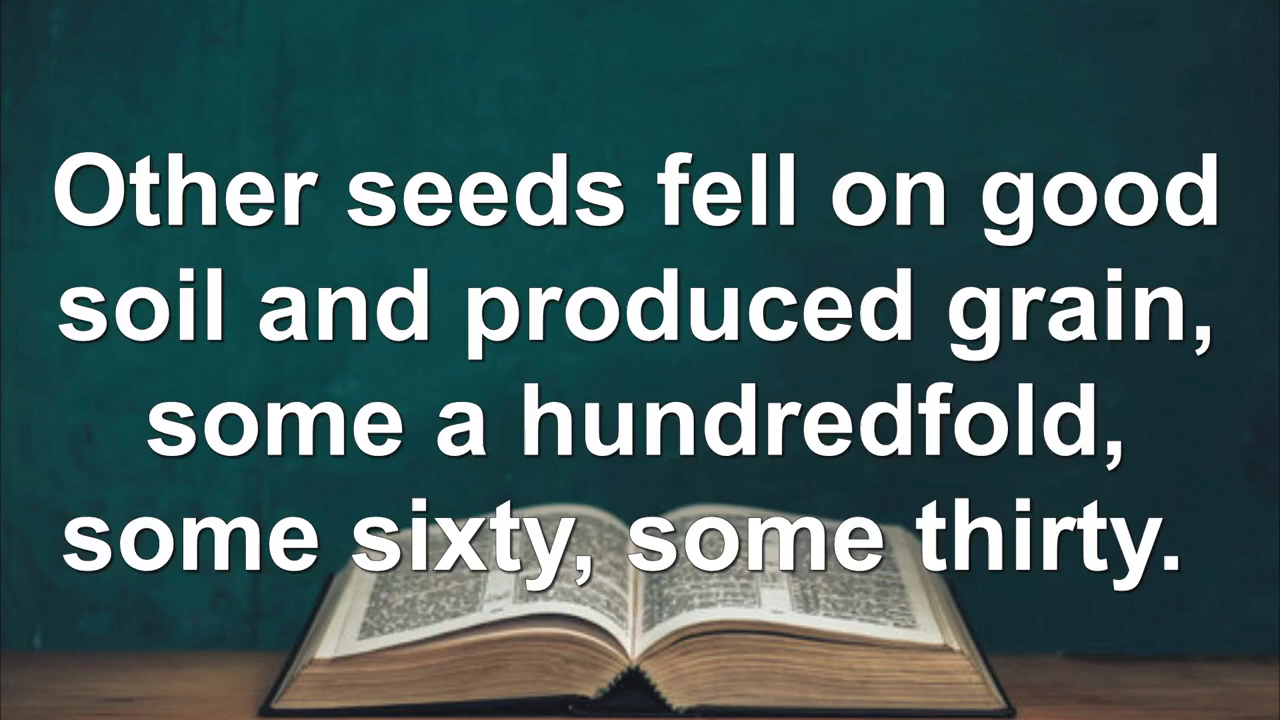 Other seeds fell on good
soil and produced grain,
some a hundredfold,
some sixty, some thirty.